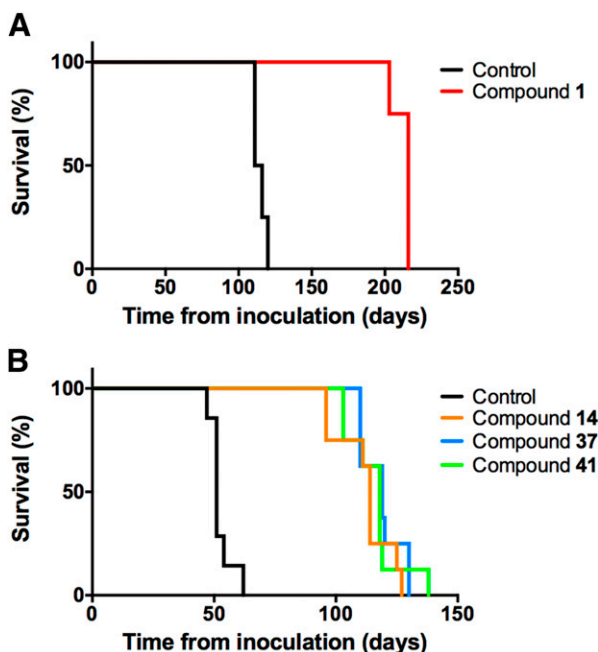 A
Survival (%)
100
50
0
0 50 100 150 200 250
Time from inoculation (days)
Control
Compound 1
B
Survival (%)
100
50
0
0 50 100 150
Time from inoculation (days)
Control
Compound 14
Compound 37
Compound 41